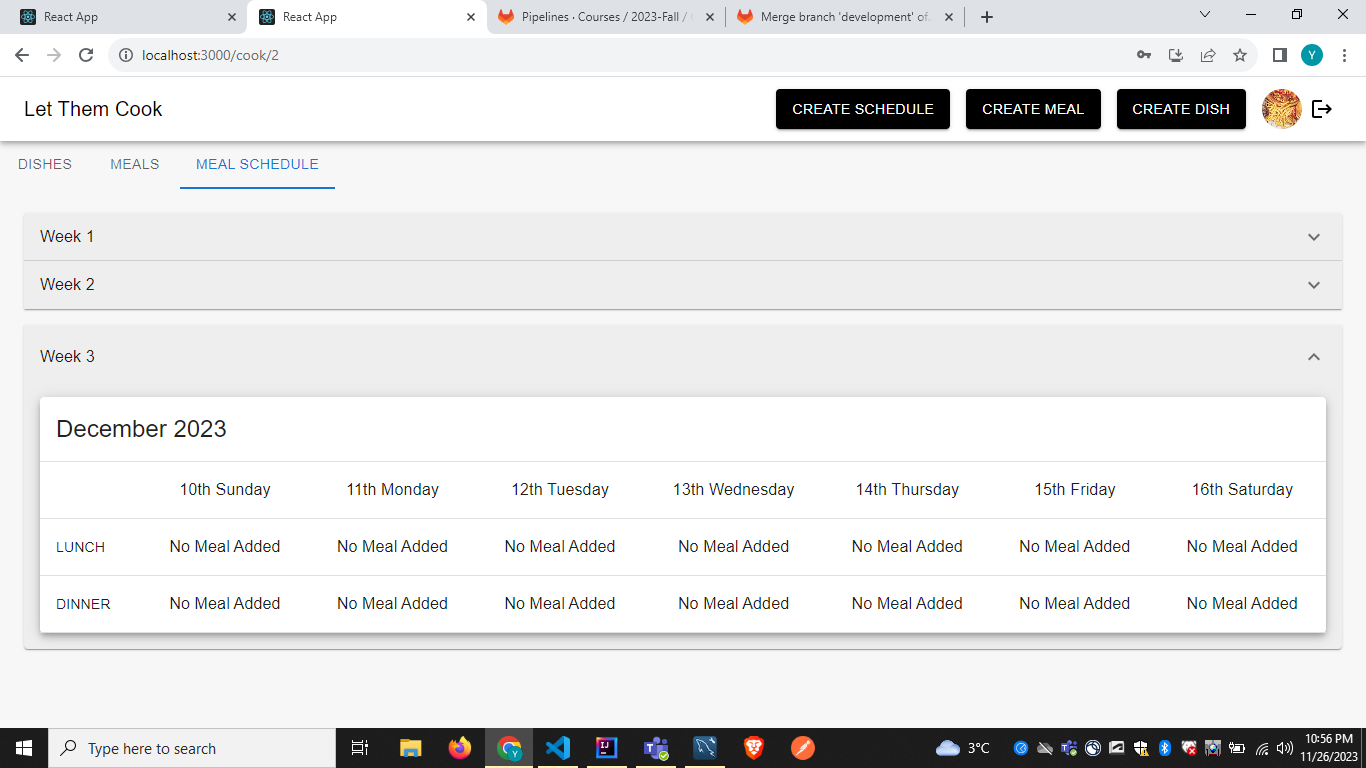 React App
React App
Pipelines · Courses / 2023-Fall /
Merge branch 'development' of
localhost:3000/cook/2
Y
Let Them Cook
CREATE SCHEDULE
CREATE MEAL
CREATE DISH
DISHES MEALS MEAL SCHEDULE
Week 1
Week 2
Week 3
December 2023
10th Sunday 11th Monday 12th Tuesday 13th Wednesday 14th Thursday 15th Friday 16th Saturday
LUNCH No Meal Added No Meal Added No Meal Added No Meal Added No Meal Added No Meal Added No Meal Added
DINNER No Meal Added No Meal Added No Meal Added No Meal Added No Meal Added No Meal Added No Meal Added
Type here to search
3°C
10:56 PM
11/26/2023